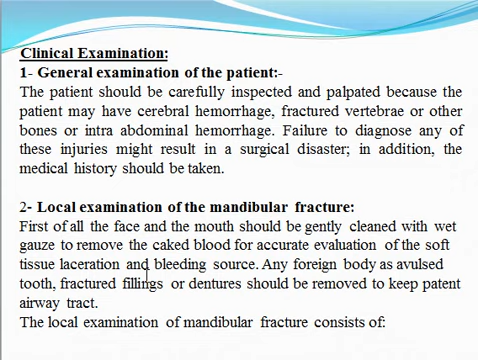 Clinical Examination:
1- General examination of the patient:-
The patient should be carefully inspected and palpated because the
patient may have cerebral hemorrhage, fractured vertebrae or other
bones or intra abdominal hemorrhage. Failure to diagnose any of
these injuries might result in a surgical disaster; in addition, the
medical history should be taken.
2- Local examination of the mandibular fracture:
First of all the face and the mouth should be gently cleaned with wet
gauze to remove the caked blood for accurate evaluation of the soft
tissue laceration and bleeding source. Any foreign body as avulsed
tooth, fractured fillings or dentures should be removed to keep patent
airway tract.
The local examination of mandibular fracture consists of: